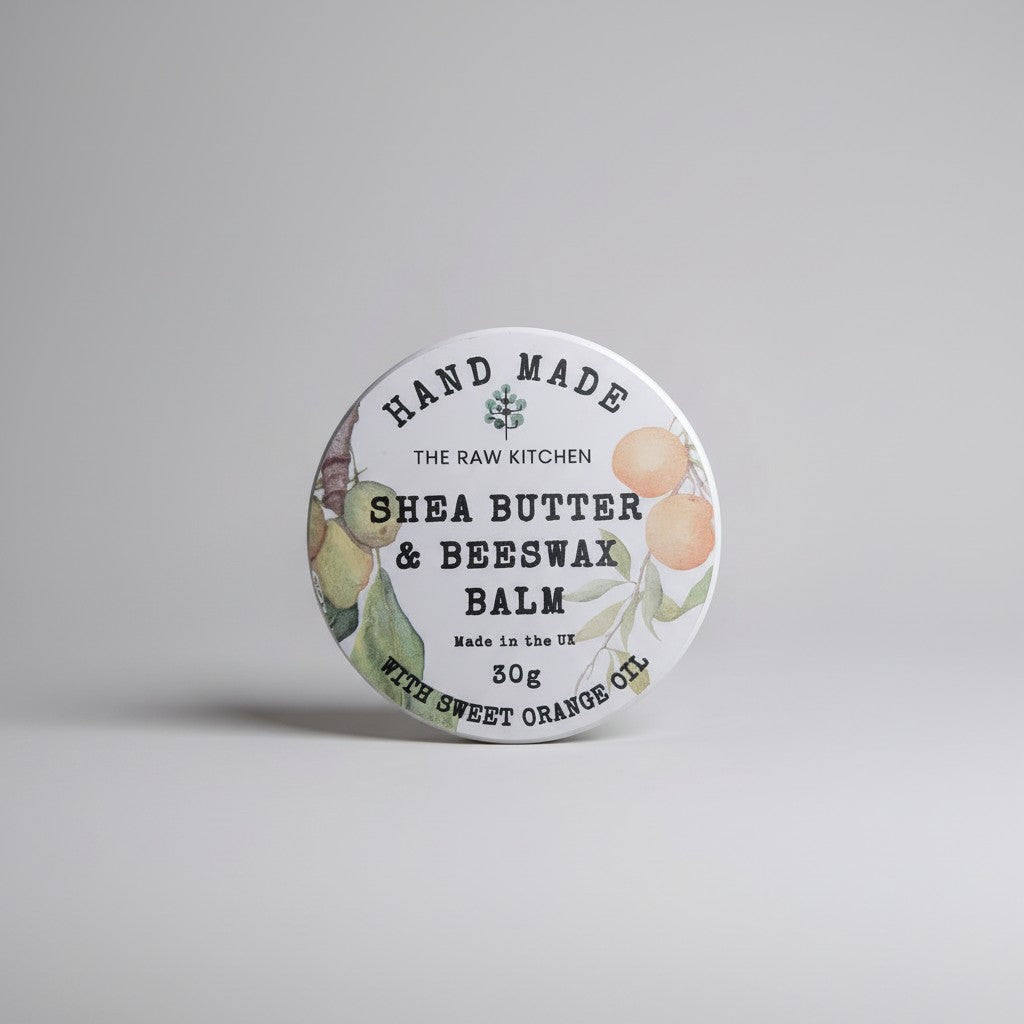 HAND MADE
THE RAW KITCHEN
SHEA BUTTER
& BEESWAX
BALM
Made in the UK
30g
WITH SWEET ORANGE OIL